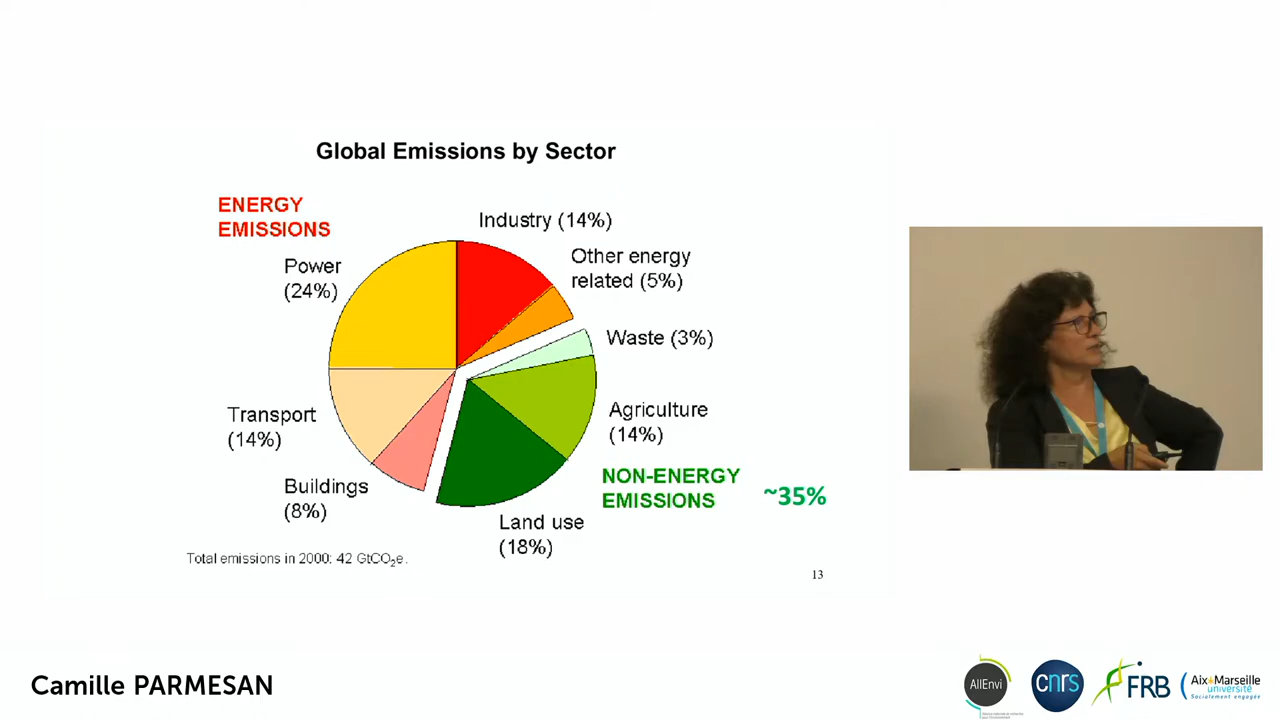 Global Emissions by Sector
ENERGY
EMISSIONS
Industry (14%)
Other energy
related (5%)
Power
(24%)
Waste (3%)
Transport
(14%)
Agriculture
(14%)
NON-ENERGY
EMISSIONS
~35%
Buildings
(8%)
Land use
(18%)
Total emissions in 2000: 42 GtCO₂e.
13
Camille PARMESAN
AllEnvi
cnrs
FRB
Aix Marseille
université
Socialement engagée